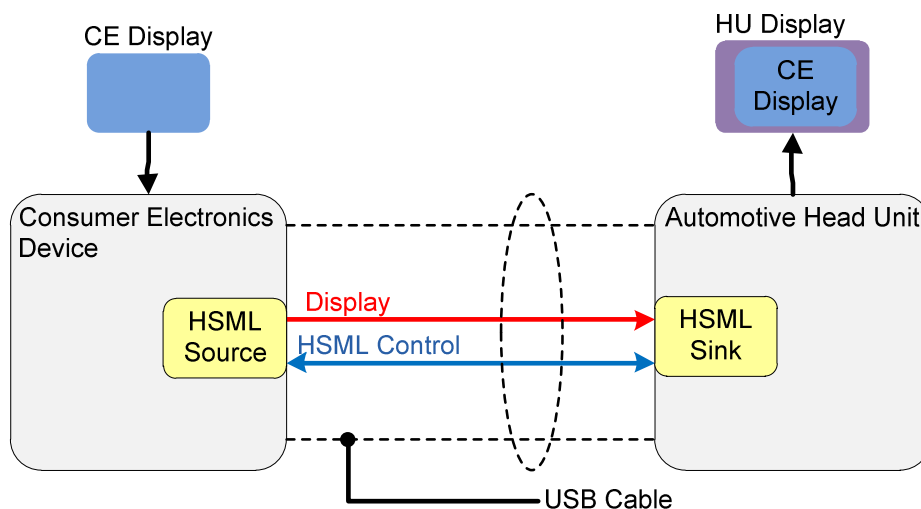 CE Display
HU Display
CE
Display
Consumer Electronics
Device
Automotive Head Unit
Display
HSML
Source
HSML Control
HSML
Sink
USB Cable